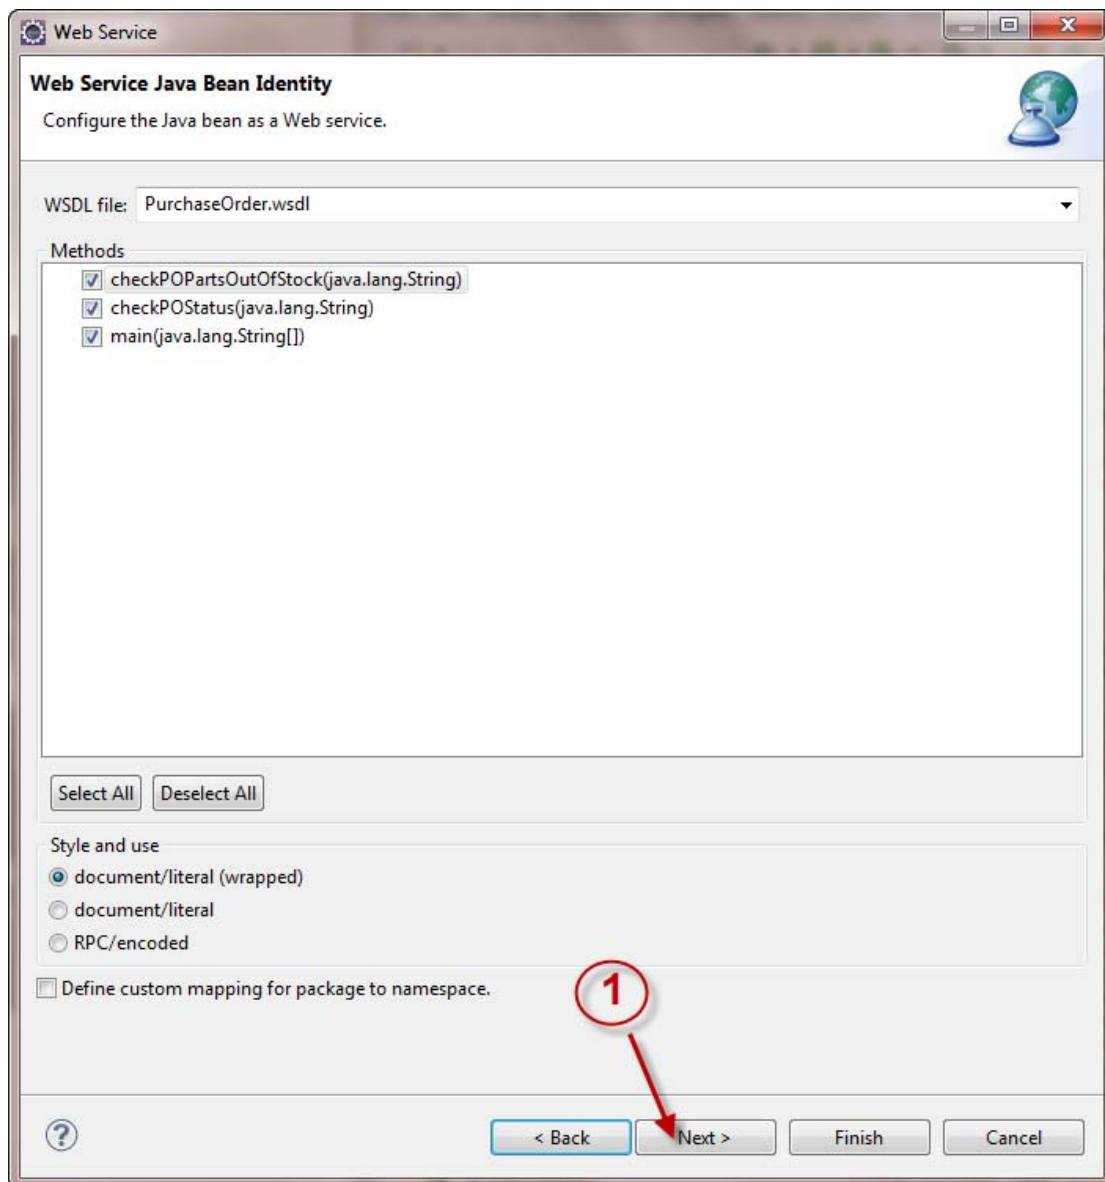 Web Service
Web Service Java Bean Identity
Configure the Java bean as a Web service.
WSDL file: PurchaseOrder.wsdl
Methods
checkPOPartsOutOfStock(java.lang.String)
checkPOStatus(java.lang.String)
main(java.lang.String[])
Select All Deselect All
Style and use
document/literal (wrapped)
document/literal
RPC/encoded
Define custom mapping for package to namespace.
1
? < Back Next > Finish Cancel